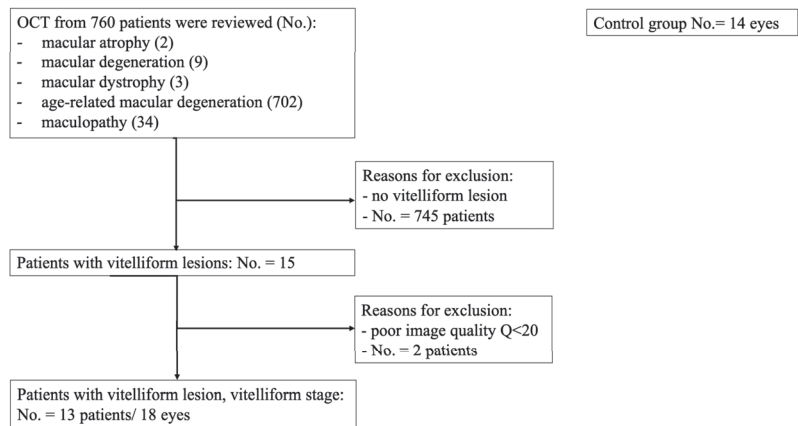 OCT from 760 patients were reviewed (No.):
- macular atrophy (2)
- macular degeneration (9)
- macular dystrophy (3)
- age-related macular degeneration (702)
- maculopathy (34)
Control group No.= 14 eyes
Reasons for exclusion:
- no vitelliform lesion
- No. = 745 patients
Patients with vitelliform lesions: No. = 15
Reasons for exclusion:
- poor image quality Q<20
- No. = 2 patients
Patients with vitelliform lesion, vitelliform stage:
No. = 13 patients/ 18 eyes